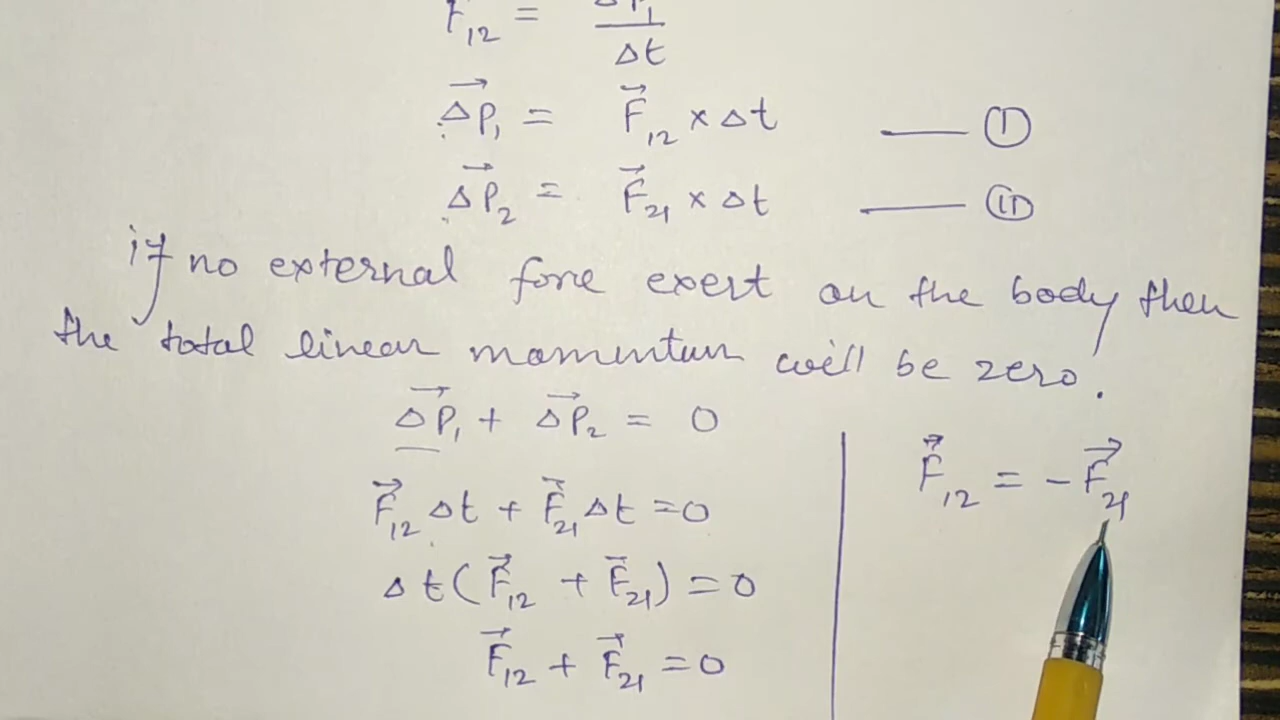 F₁₂ = ΔP₁
Δt
ΔP₁ = F₁₂ × Δt —— I
ΔP₂ = F₂₁ × Δt —— II
if no external force exert on the body then
the total linear momentum will be zero.
ΔP₁ + ΔP₂ = 0
F₁₂ Δt + F₂₁ Δt = 0
Δt (F₁₂ + F₂₁) = 0
F₁₂ + F₂₁ = 0
F₁₂ = - F₂₁